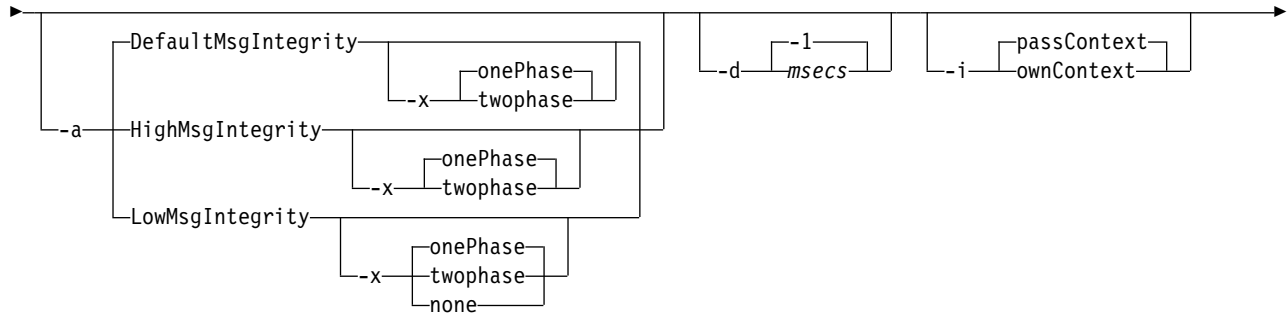 DefaultMsgIntegrity -1 passContext
onePhase -d msecs -i ownContext
-x twophase
-a HighMsgIntegrity
onePhase
-x twophase
LowMsgIntegrity
onePhase
-x twophase
none